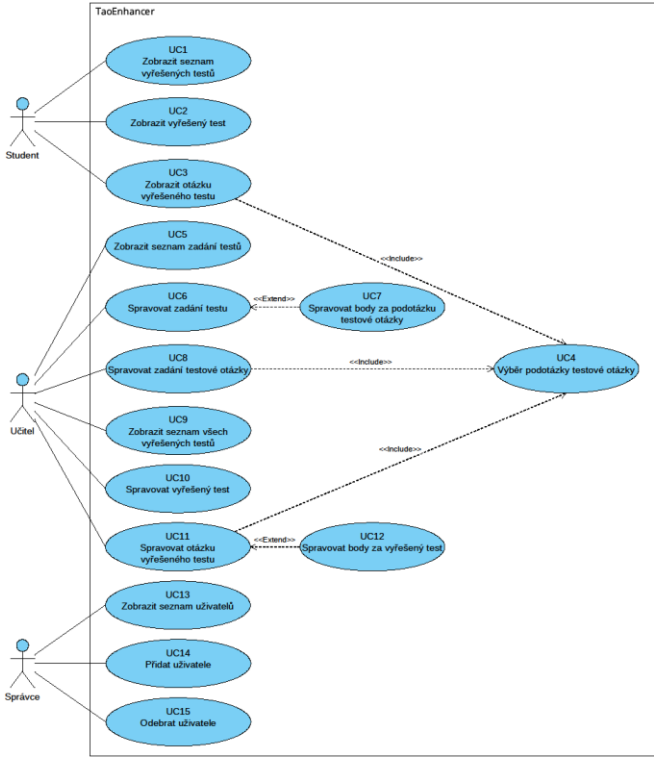 TaoEnhancer
UC1
Zobrazit seznam
vyřešených testů
UC2
Zobrazit vyřešený test
Student
UC3
Zobrazit otázku
vyřešeného testu
UC5
Zobrazit seznam zadání testů
<<Include>>
UC6
Spravovat zadání testu
<<Extend>>
UC7
Spravovat body za podotázku
testové otázky
UC8
Spravovat zadání testové otázky
<<Include>>
UC4
Výběr podotázky testové otázky
Učitel
UC9
Zobrazit seznam všech
vyřešených testů
<<Include>>
UC10
Spravovat vyřešený test
UC11
Spravovat otázku
vyřešeného testu
<<Extend>>
UC12
Spravovat body za vyřešený test
UC13
Zobrazit seznam uživatelů
UC14
Přidat uživatele
Správce
UC15
Odebrat uživatele